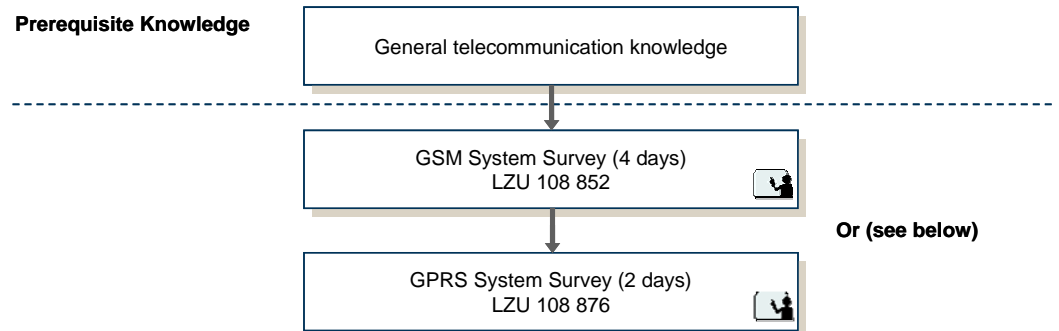 Prerequisite Knowledge
General telecommunication knowledge
GSM System Survey (4 days)
LZU 108 852
Or (see below)
GPRS System Survey (2 days)
LZU 108 876